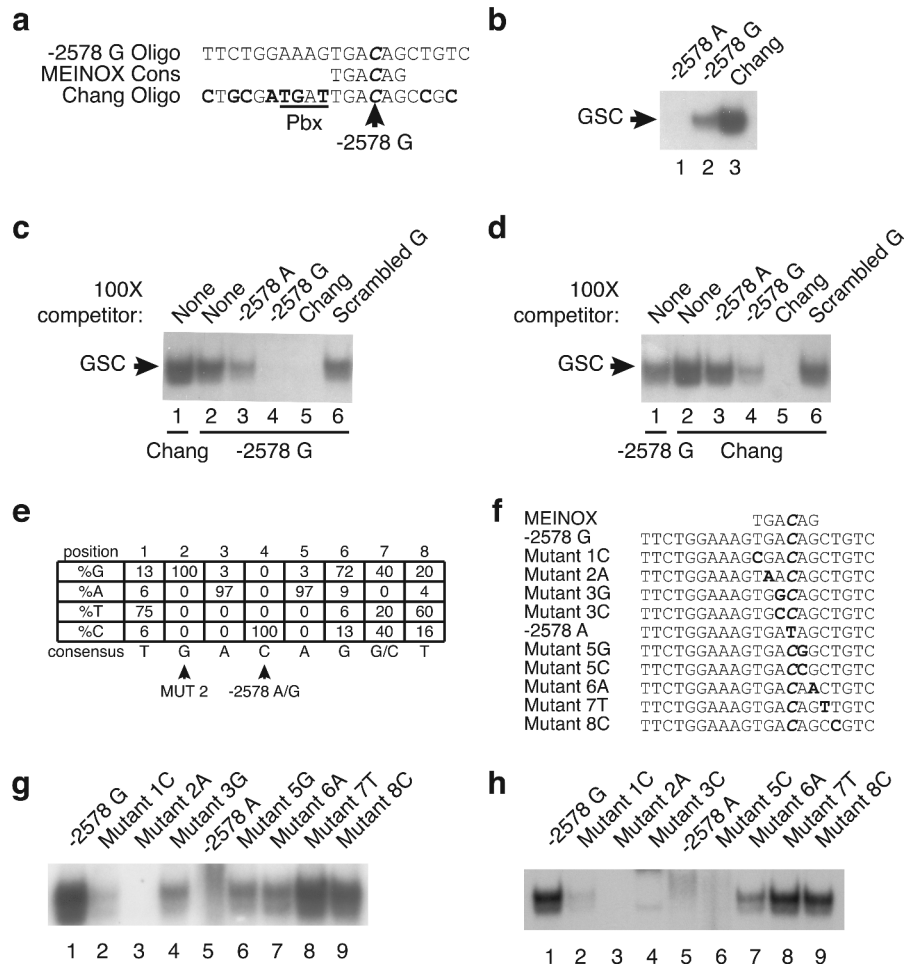 a
-2578 G Oligo TTCTGGAAAGTGACAGCTGTC
MEINOX Cons TGACAG
Chang Oligo CTGCGATGATTGACAGCCGC
Pbx
-2578 G
b
-2578 A
-2578 G
Chang
GSC
1 2 3
c
100X competitor:
None
None
-2578 A
-2578 G
Chang
Scrambled G
GSC
1 2 3 4 5 6
Chang -2578 G
d
100X competitor:
None
None
-2578 A
-2578 G
Chang
Scrambled G
GSC
1 2 3 4 5 6
-2578 G Chang
e
position 1 2 3 4 5 6 7 8
%G 13 100 3 0 3 72 40 20
%A 6 0 97 0 97 9 0 4
%T 75 0 0 0 0 6 20 60
%C 6 0 0 100 0 13 40 16
consensus T G A C A G G/C T
MUT 2 -2578 A/G
f
MEINOX TGACAG
-2578 G TTCTGGAAAGTGACAGCTGTC
Mutant 1C TTCTGGAAAGCGACAGCTGTC
Mutant 2A TTCTGGAAAGTAACAGCTGTC
Mutant 3G TTCTGGAAAGTGGCAGCTGTC
Mutant 3C TTCTGGAAAGTGCCAGCTGTC
-2578 A TTCTGGAAAGTGATAGCTGTC
Mutant 5G TTCTGGAAAGTGACGGCTGTC
Mutant 5C TTCTGGAAAGTGACCGCTGTC
Mutant 6A TTCTGGAAAGTGACAACTGTC
Mutant 7T TTCTGGAAAGTGACAGTTGTC
Mutant 8C TTCTGGAAAGTGACAGCCGTC
g
-2578 G
Mutant 1C
Mutant 2A
Mutant 3G
-2578 A
Mutant 5G
Mutant 6A
Mutant 7T
Mutant 8C
1 2 3 4 5 6 7 8 9
h
-2578 G
Mutant 1C
Mutant 2A
Mutant 3C
-2578 A
Mutant 5C
Mutant 6A
Mutant 7T
Mutant 8C
1 2 3 4 5 6 7 8 9